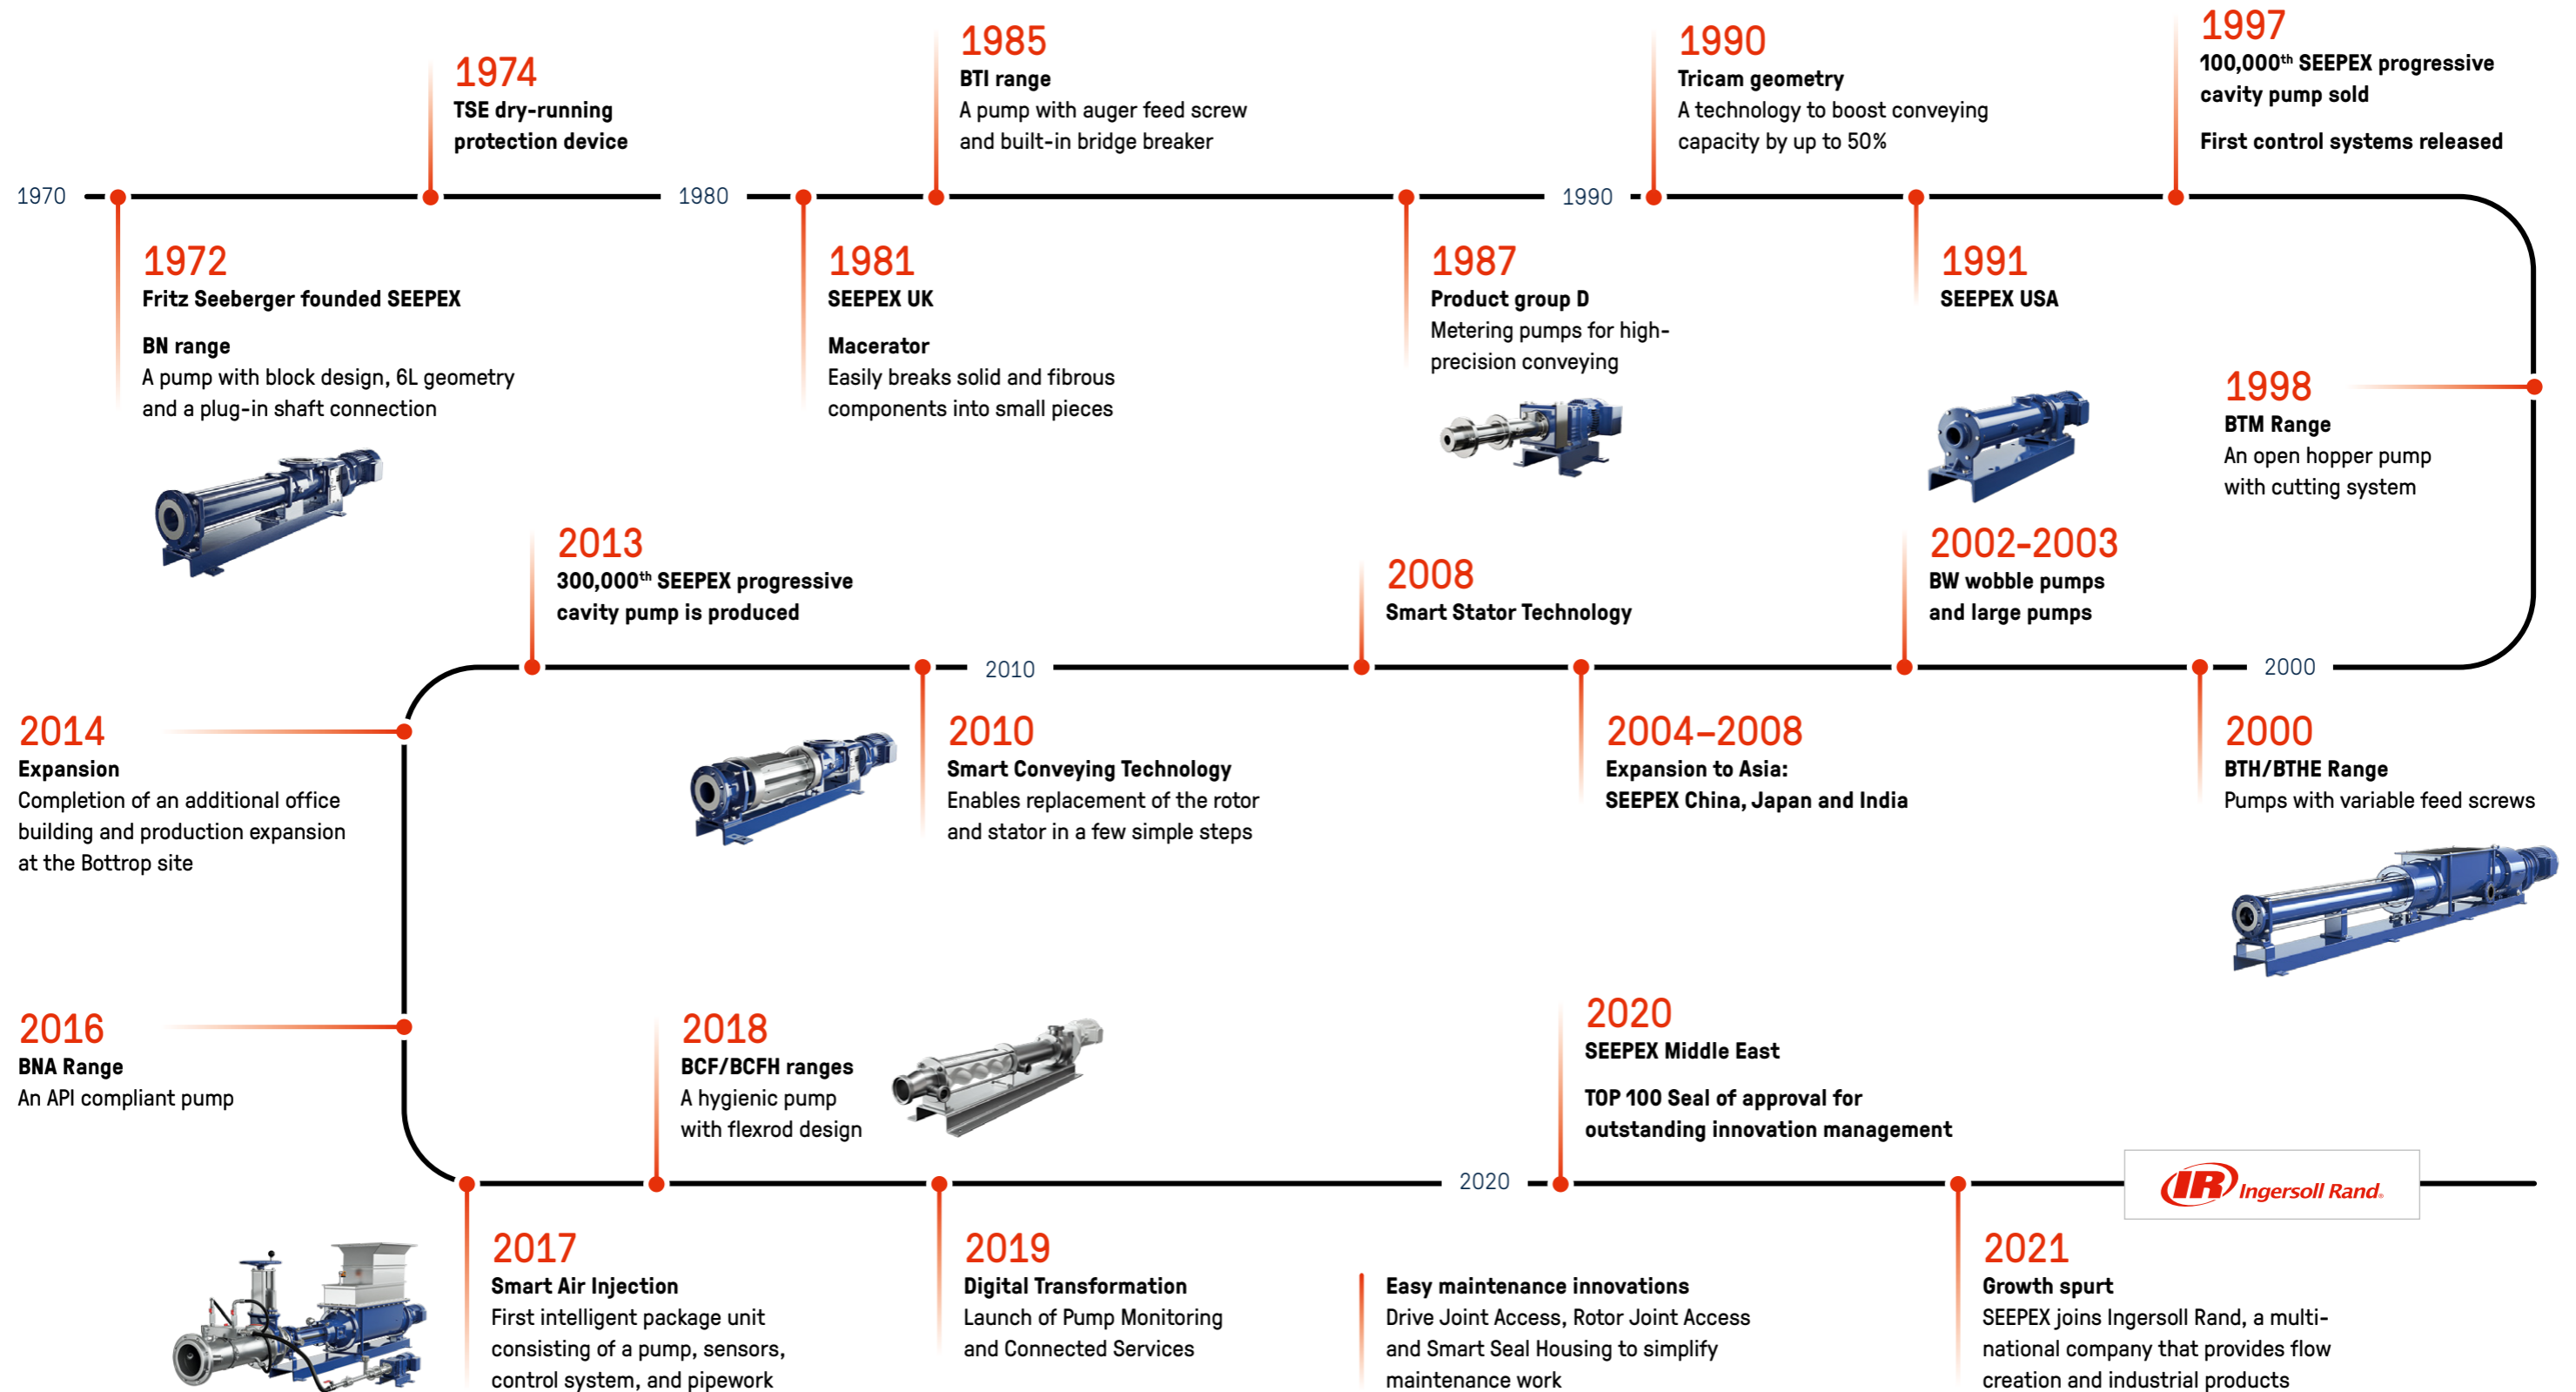 1970
1972
Fritz Seeberger founded SEEPEX
BN range
A pump with block design, 6L geometry
and a plug-in shaft connection
1974
TSE dry-running
protection device
1980
1981
SEEPEX UK
Macerator
Easily breaks solid and fibrous
components into small pieces
1985
BTI range
A pump with auger feed screw
and built-in bridge breaker
1987
Product group D
Metering pumps for high-
precision conveying
1990
1990
Tricam geometry
A technology to boost conveying
capacity by up to 50%
1991
SEEPEX USA
1997
100,000th SEEPEX progressive
cavity pump sold
First control systems released
1998
BTM Range
An open hopper pump
with cutting system
2000
2000
BTH/BTHE Range
Pumps with variable feed screws
2002-2003
BW wobble pumps
and large pumps
2004–2008
Expansion to Asia:
SEEPEX China, Japan and India
2008
Smart Stator Technology
2010
2010
Smart Conveying Technology
Enables replacement of the rotor
and stator in a few simple steps
2013
300,000th SEEPEX progressive
cavity pump is produced
2014
Expansion
Completion of an additional office
building and production expansion
at the Bottrop site
2016
BNA Range
An API compliant pump
2017
Smart Air Injection
First intelligent package unit
consisting of a pump, sensors,
control system, and pipework
2018
BCF/BCFH ranges
A hygienic pump
with flexrod design
2019
Digital Transformation
Launch of Pump Monitoring
and Connected Services
Easy maintenance innovations
Drive Joint Access, Rotor Joint Access
and Smart Seal Housing to simplify
maintenance work
2020
2020
SEEPEX Middle East
TOP 100 Seal of approval for
outstanding innovation management
2021
Growth spurt
SEEPEX joins Ingersoll Rand, a multi-
national company that provides flow
creation and industrial products
IR Ingersoll Rand®